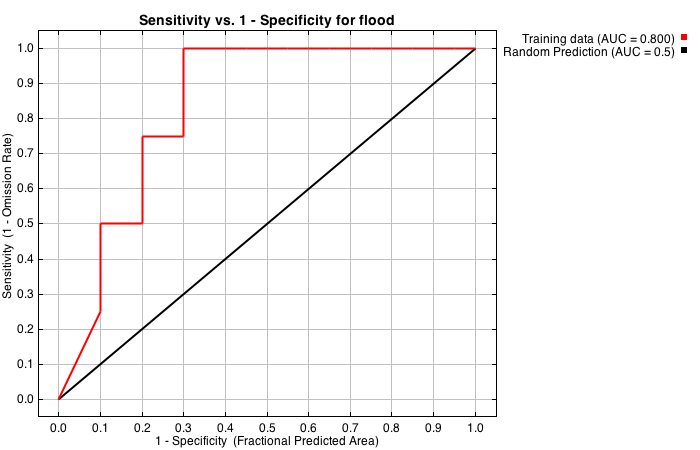 Sensitivity vs. 1 - Specificity for flood
Training data (AUC = 0.800)
Random Prediction (AUC = 0.5)
Sensitivity (1 - Omission Rate)
1.0
0.9
0.8
0.7
0.6
0.5
0.4
0.3
0.2
0.1
0.0
0.0 0.1 0.2 0.3 0.4 0.5 0.6 0.7 0.8 0.9 1.0
1 - Specificity (Fractional Predicted Area)